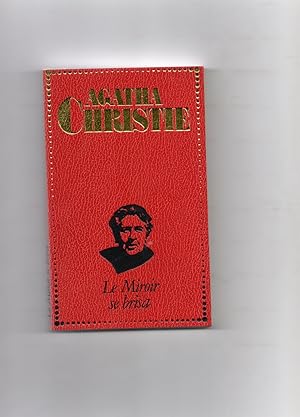 AGATHA
CHRISTIE
Le Miroir
se brisa